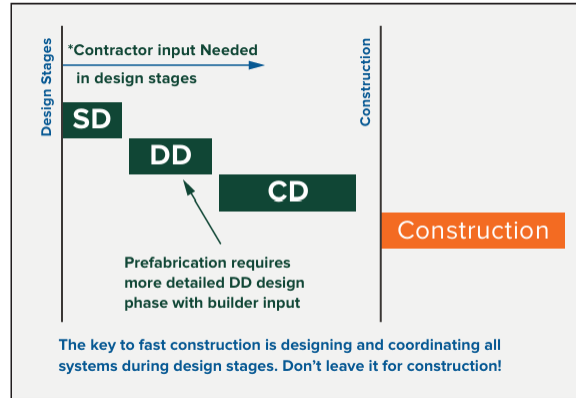 Design Stages
*Contractor input Needed
in design stages
Construction
SD
DD
CD
Construction
Prefabrication requires
more detailed DD design
phase with builder input
The key to fast construction is designing and coordinating all
systems during design stages. Don’t leave it for construction!